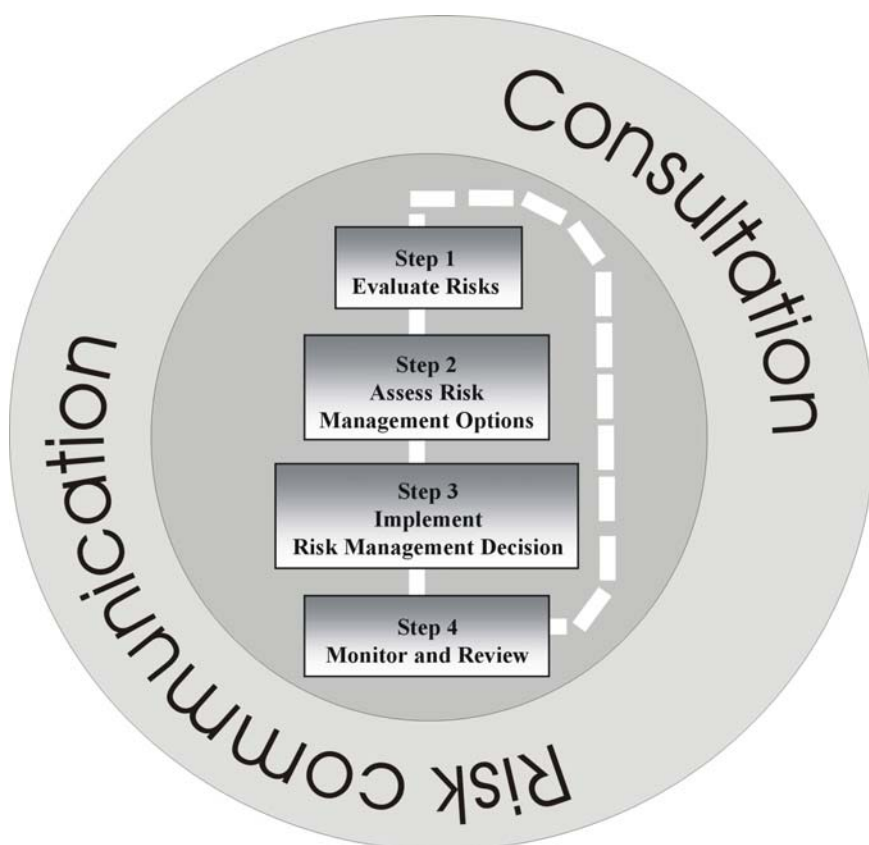 Consultation
Step 1
Evaluate Risks
Step 2
Assess Risk
Management Options
Step 3
Implement
Risk Management Decision
Step 4
Monitor and Review
Risk communication